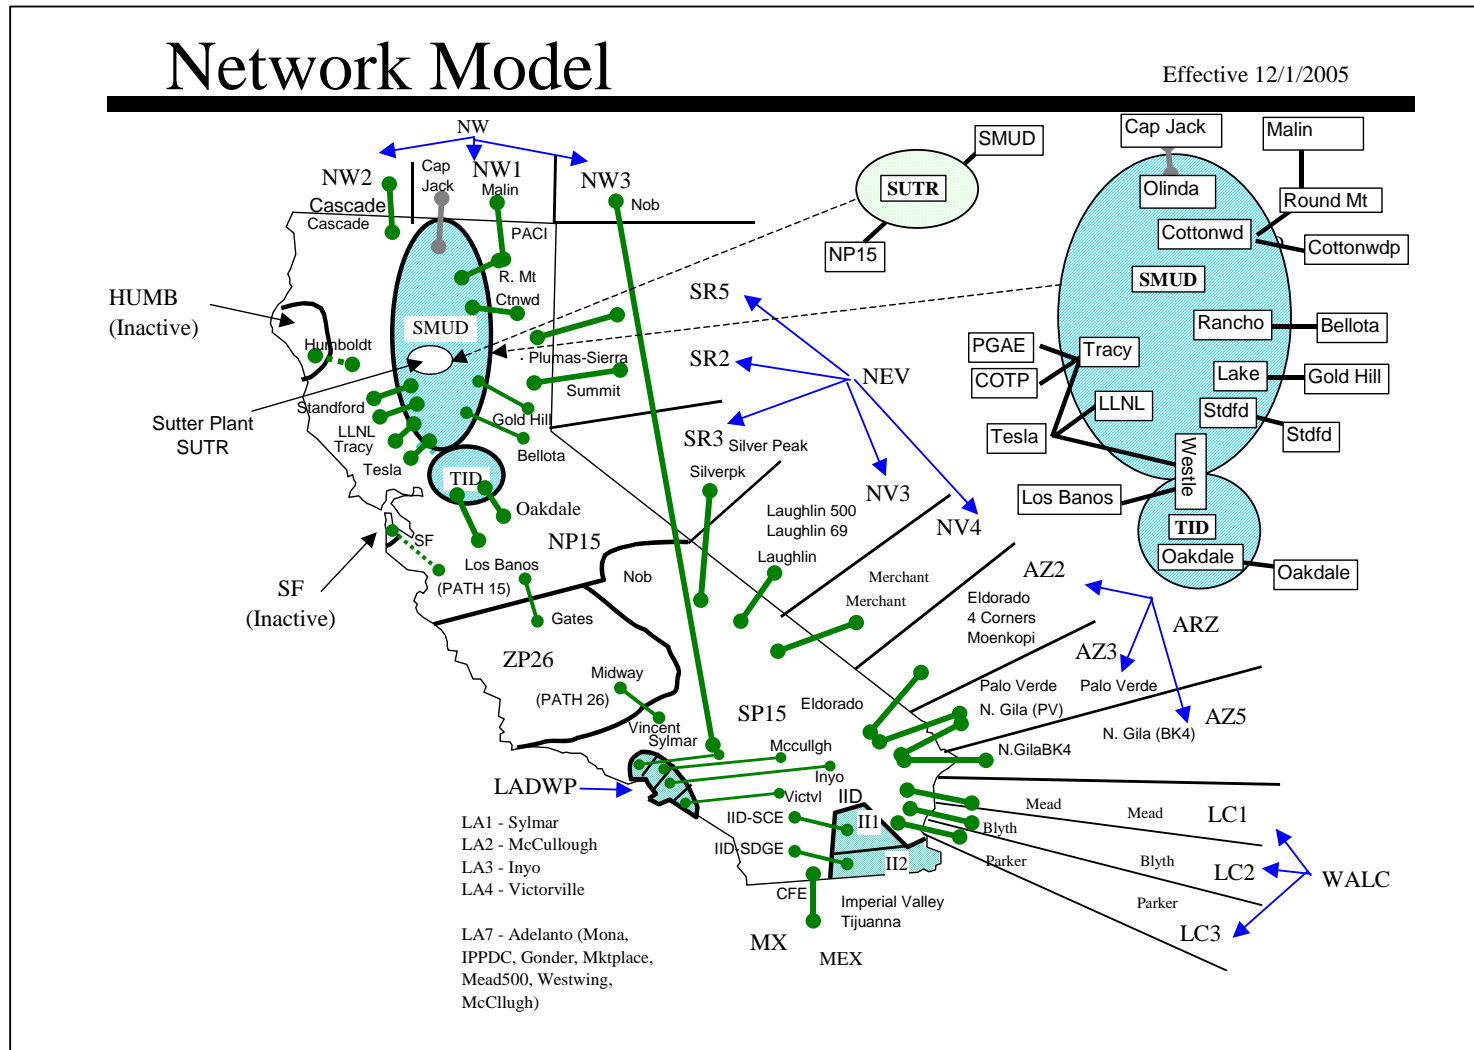 Network Model
Effective 12/1/2005
NW
NW2
Cap
Jack
NW1
Malin
NW3
Nob
Cascade
Cascade
PACI
R. Mt
Ctnwd
HUMB
(Inactive)
Humboldt
SMUD
Plumas-Sierra
Summit
Standford
Gold Hill
Sutter Plant
SUTR
LLNL
Tracy
Tesla
Bellota
TID
Oakdale
NP15
SF
SF
(Inactive)
Los Banos
(PATH 15)
Gates
Nob
ZP26
Midway
(PATH 26)
Vincent
Sylmar
SP15
Mccullgh
Inyo
Victvl
LADWP
LA1 - Sylmar
LA2 - McCullough
LA3 - Inyo
LA4 - Victorville
LA7 - Adelanto (Mona,
IPPDC, Gonder, Mktplace,
Mead500, Westwing,
McCllugh)
IID
IID-SCE
II1
IID-SDGE
II2
CFE
Imperial Valley
Tijuanna
MX
MEX
SR5
SR2
NEV
SR3
Silver Peak
Silverpk
NV3
NV4
Laughlin 500
Laughlin 69
Laughlin
Merchant
Merchant
AZ2
Eldorado
4 Corners
Moenkopi
ARZ
AZ3
Palo Verde
Palo Verde
N. Gila (PV)
Eldorado
AZ5
N. Gila (BK4)
N.GilaBK4
Mead
Mead
LC1
Blyth
Blyth
LC2
WALC
Parker
Parker
LC3
SMUD
SUTR
NP15
Cap Jack
Malin
Olinda
Round Mt
Cottonwd
Cottonwdp
SMUD
Rancho
Bellota
PGAE
Tracy
COTP
Lake
Gold Hill
LLNL
Stdfd
Stdfd
Tesla
Westle
Los Banos
TID
Oakdale
Oakdale